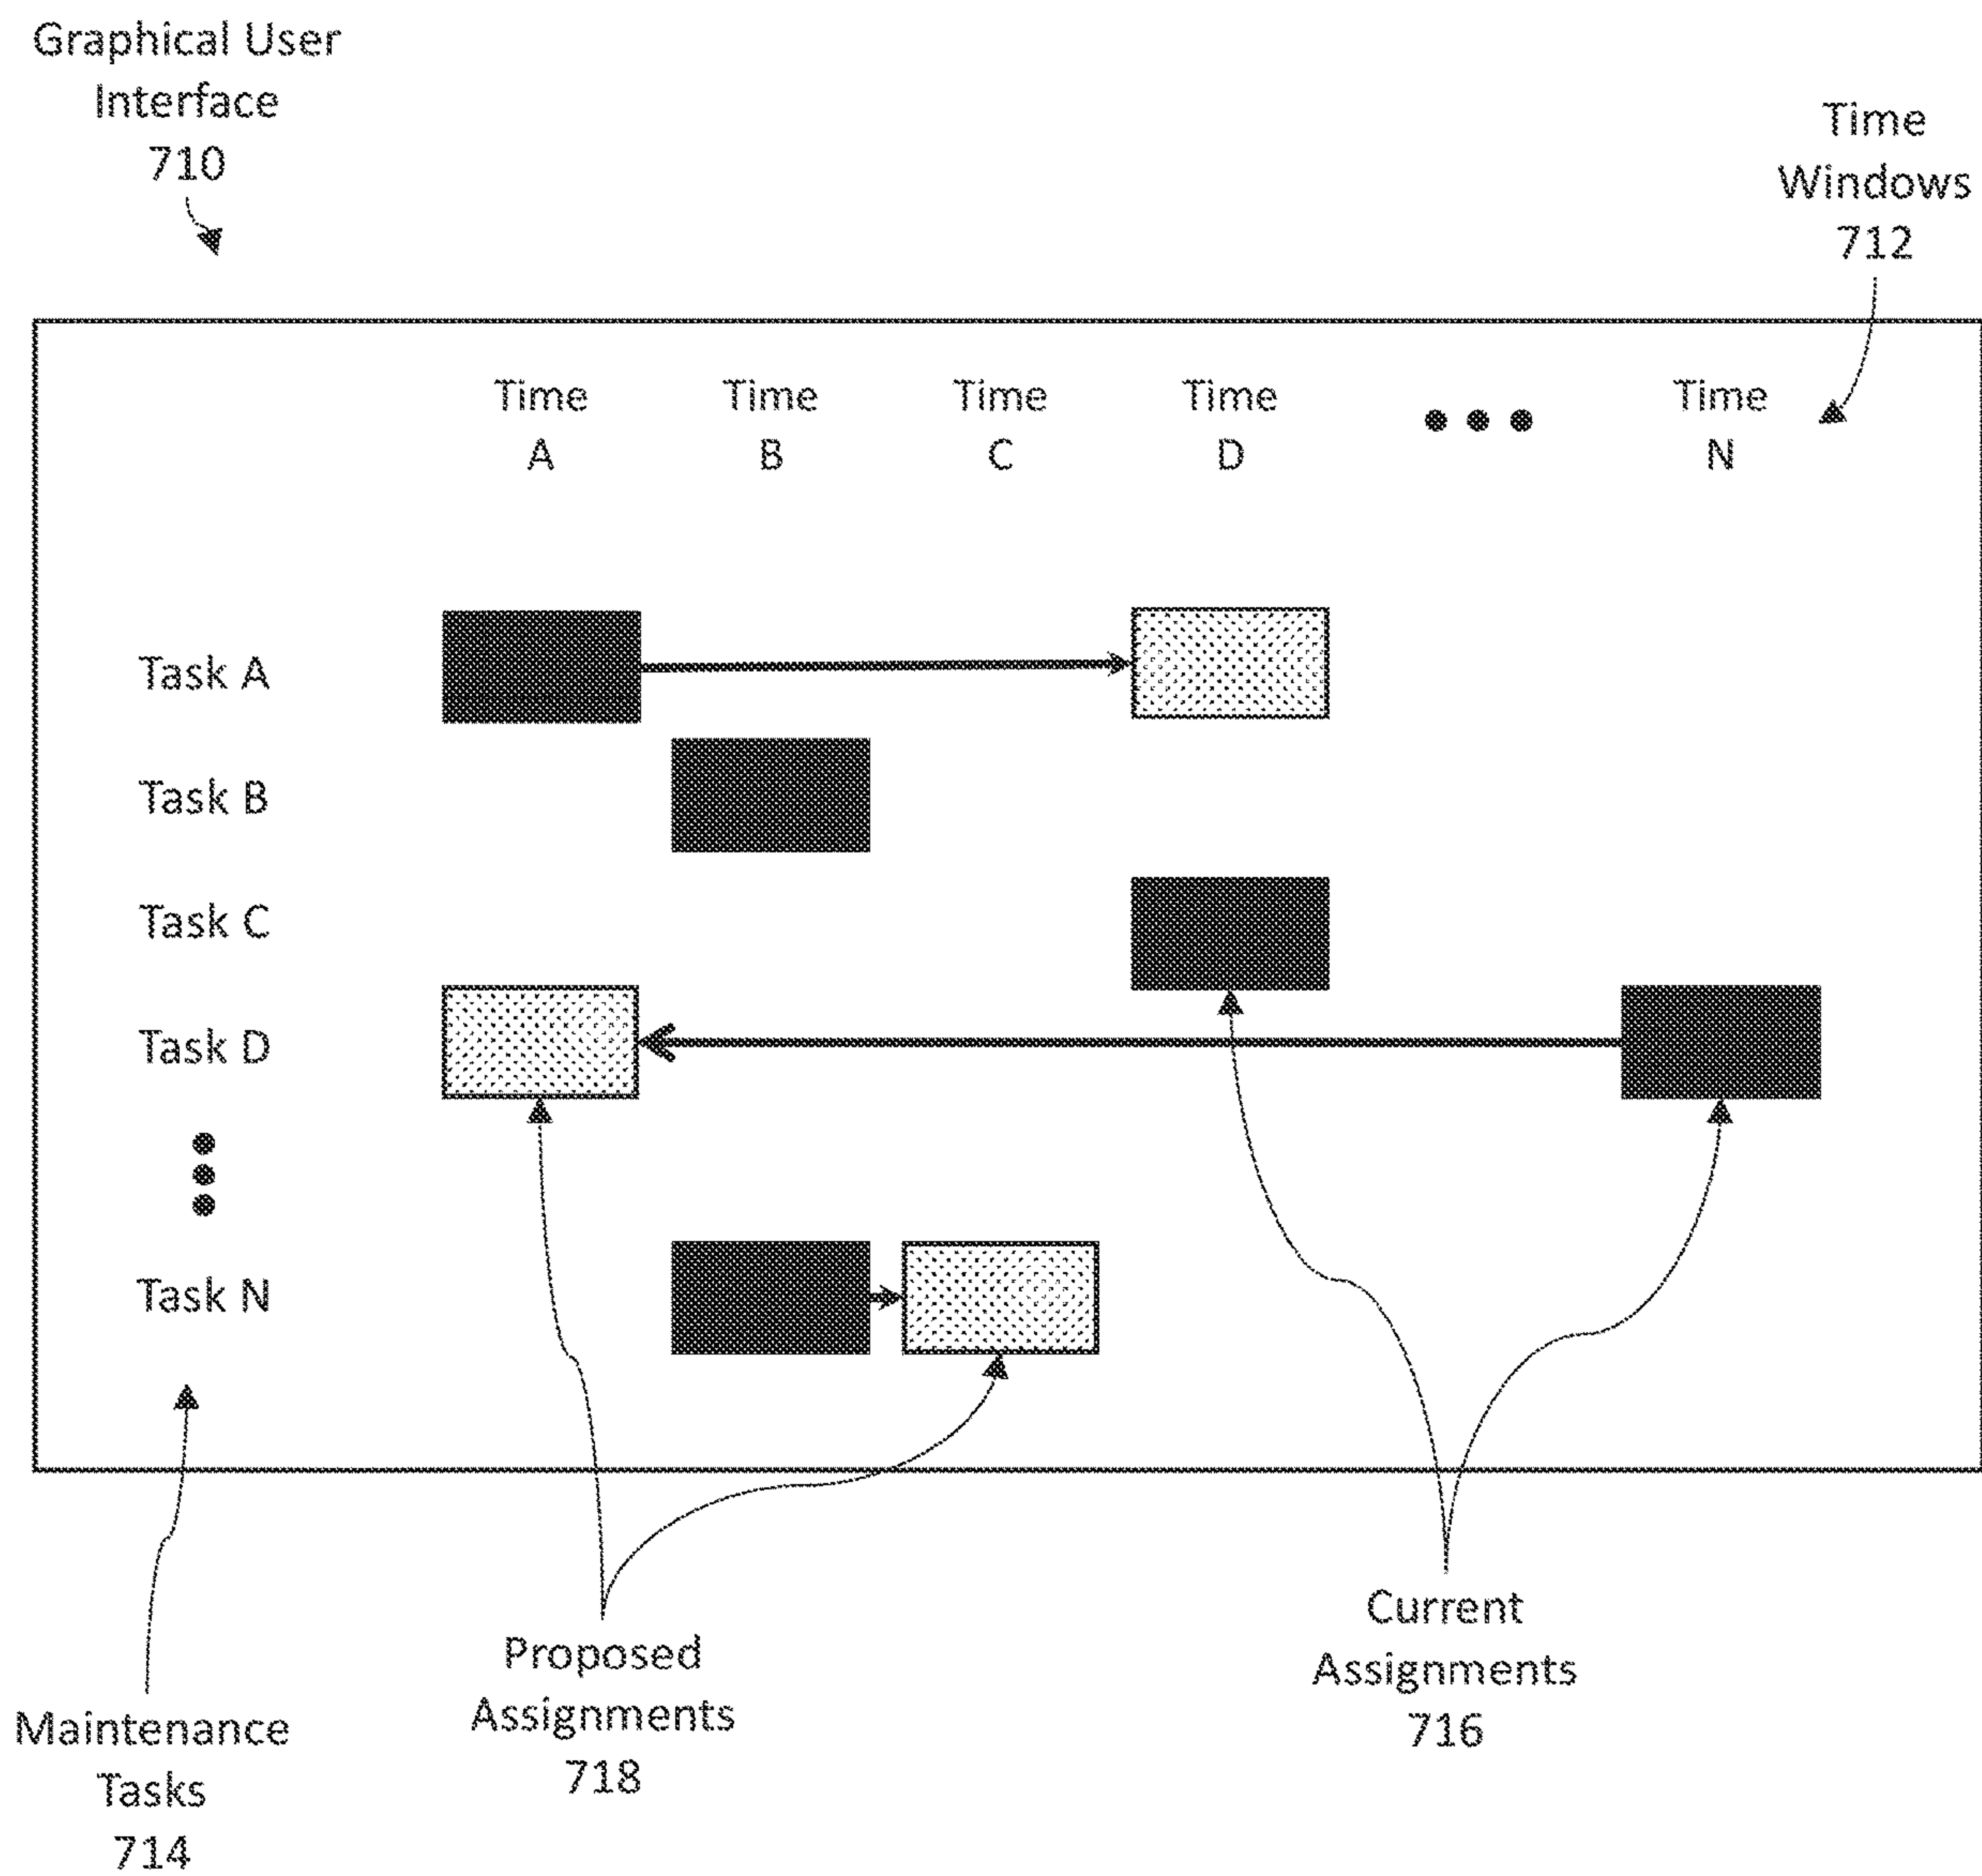 Graphical User
Interface
710
Time
Windows
712
Time Time Time Time Time
A B C D N
Task A
Task B
Task C
Task D
Task N
Proposed
Assignments
718
Current
Assignments
716
Maintenance
Tasks
714